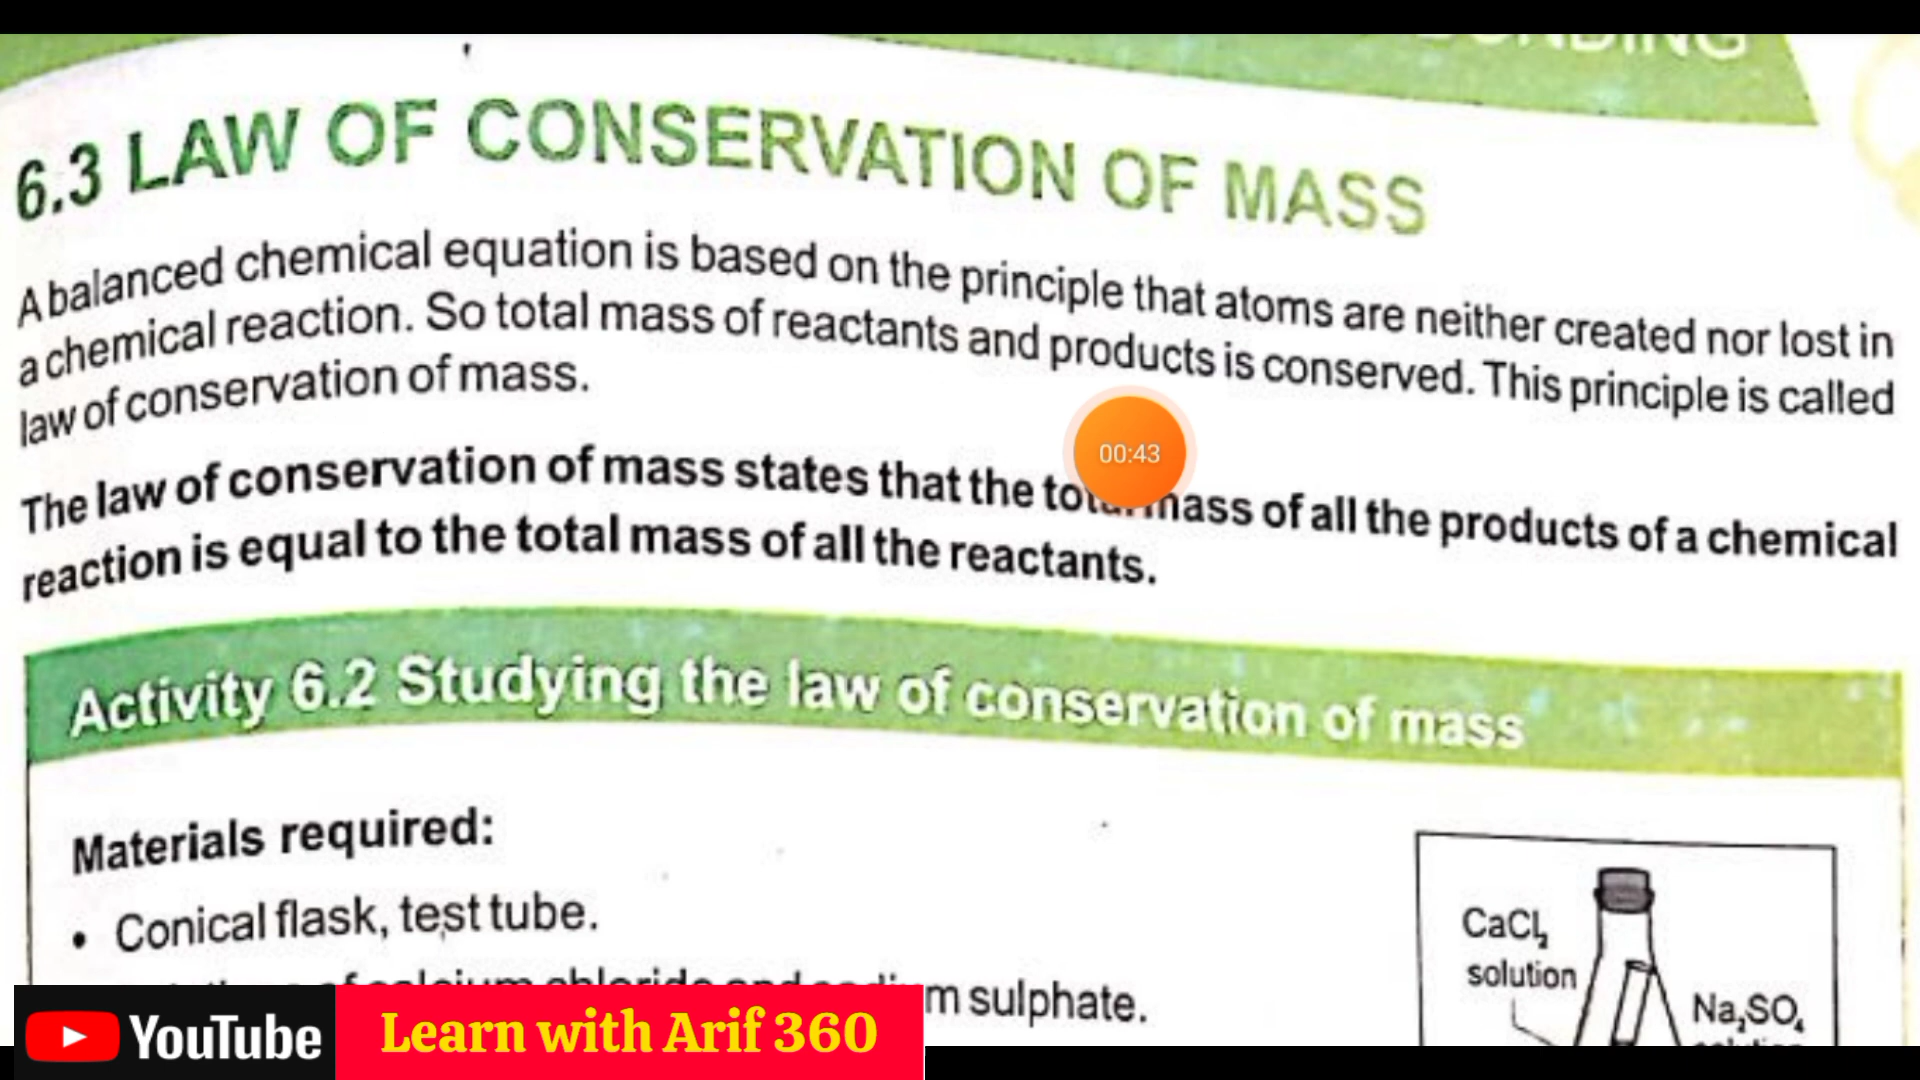 6.3 LAW OF CONSERVATION OF MASS
A balanced chemical equation is based on the principle that atoms are neither created nor lost in
a chemical reaction. So total mass of reactants and products is conserved. This principle is called
law of conservation of mass.
00:43
The law of conservation of mass states that the mass of all the products of a chemical
reaction is equal to the total mass of all the reactants.
Activity 6.2 Studying the law of conservation of mass
Materials required:
• Conical flask, test tube.
of calcium chloride and sodium sulphate.
CaCl₂
solution
Na₂SO₄
YouTube
Learn with Arif 360